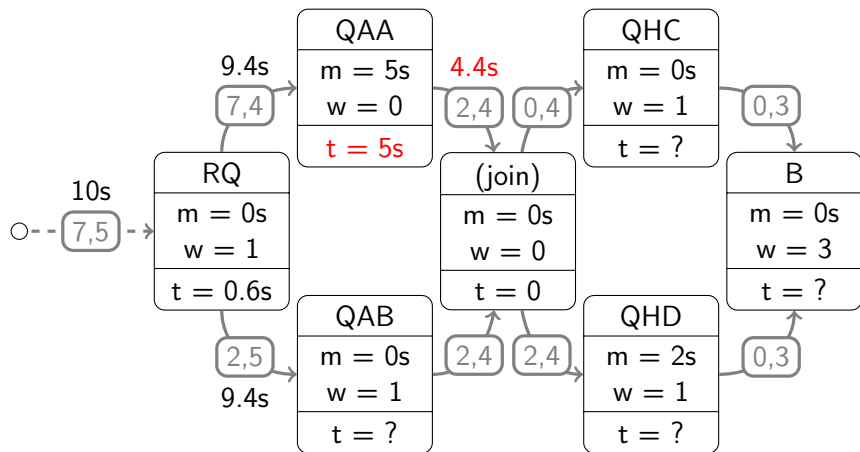 10s
7,5
RQ
m = 0s
w = 1
t = 0.6s
9.4s
7,4
QAA
m = 5s
w = 0
t = 5s
4.4s
2,4
2,5
9.4s
QAB
m = 0s
w = 1
t = ?
2,4
(join)
m = 0s
w = 0
t = 0
0,4
QHC
m = 0s
w = 1
t = ?
0,3
2,4
QHD
m = 2s
w = 1
t = ?
0,3
B
m = 0s
w = 3
t = ?